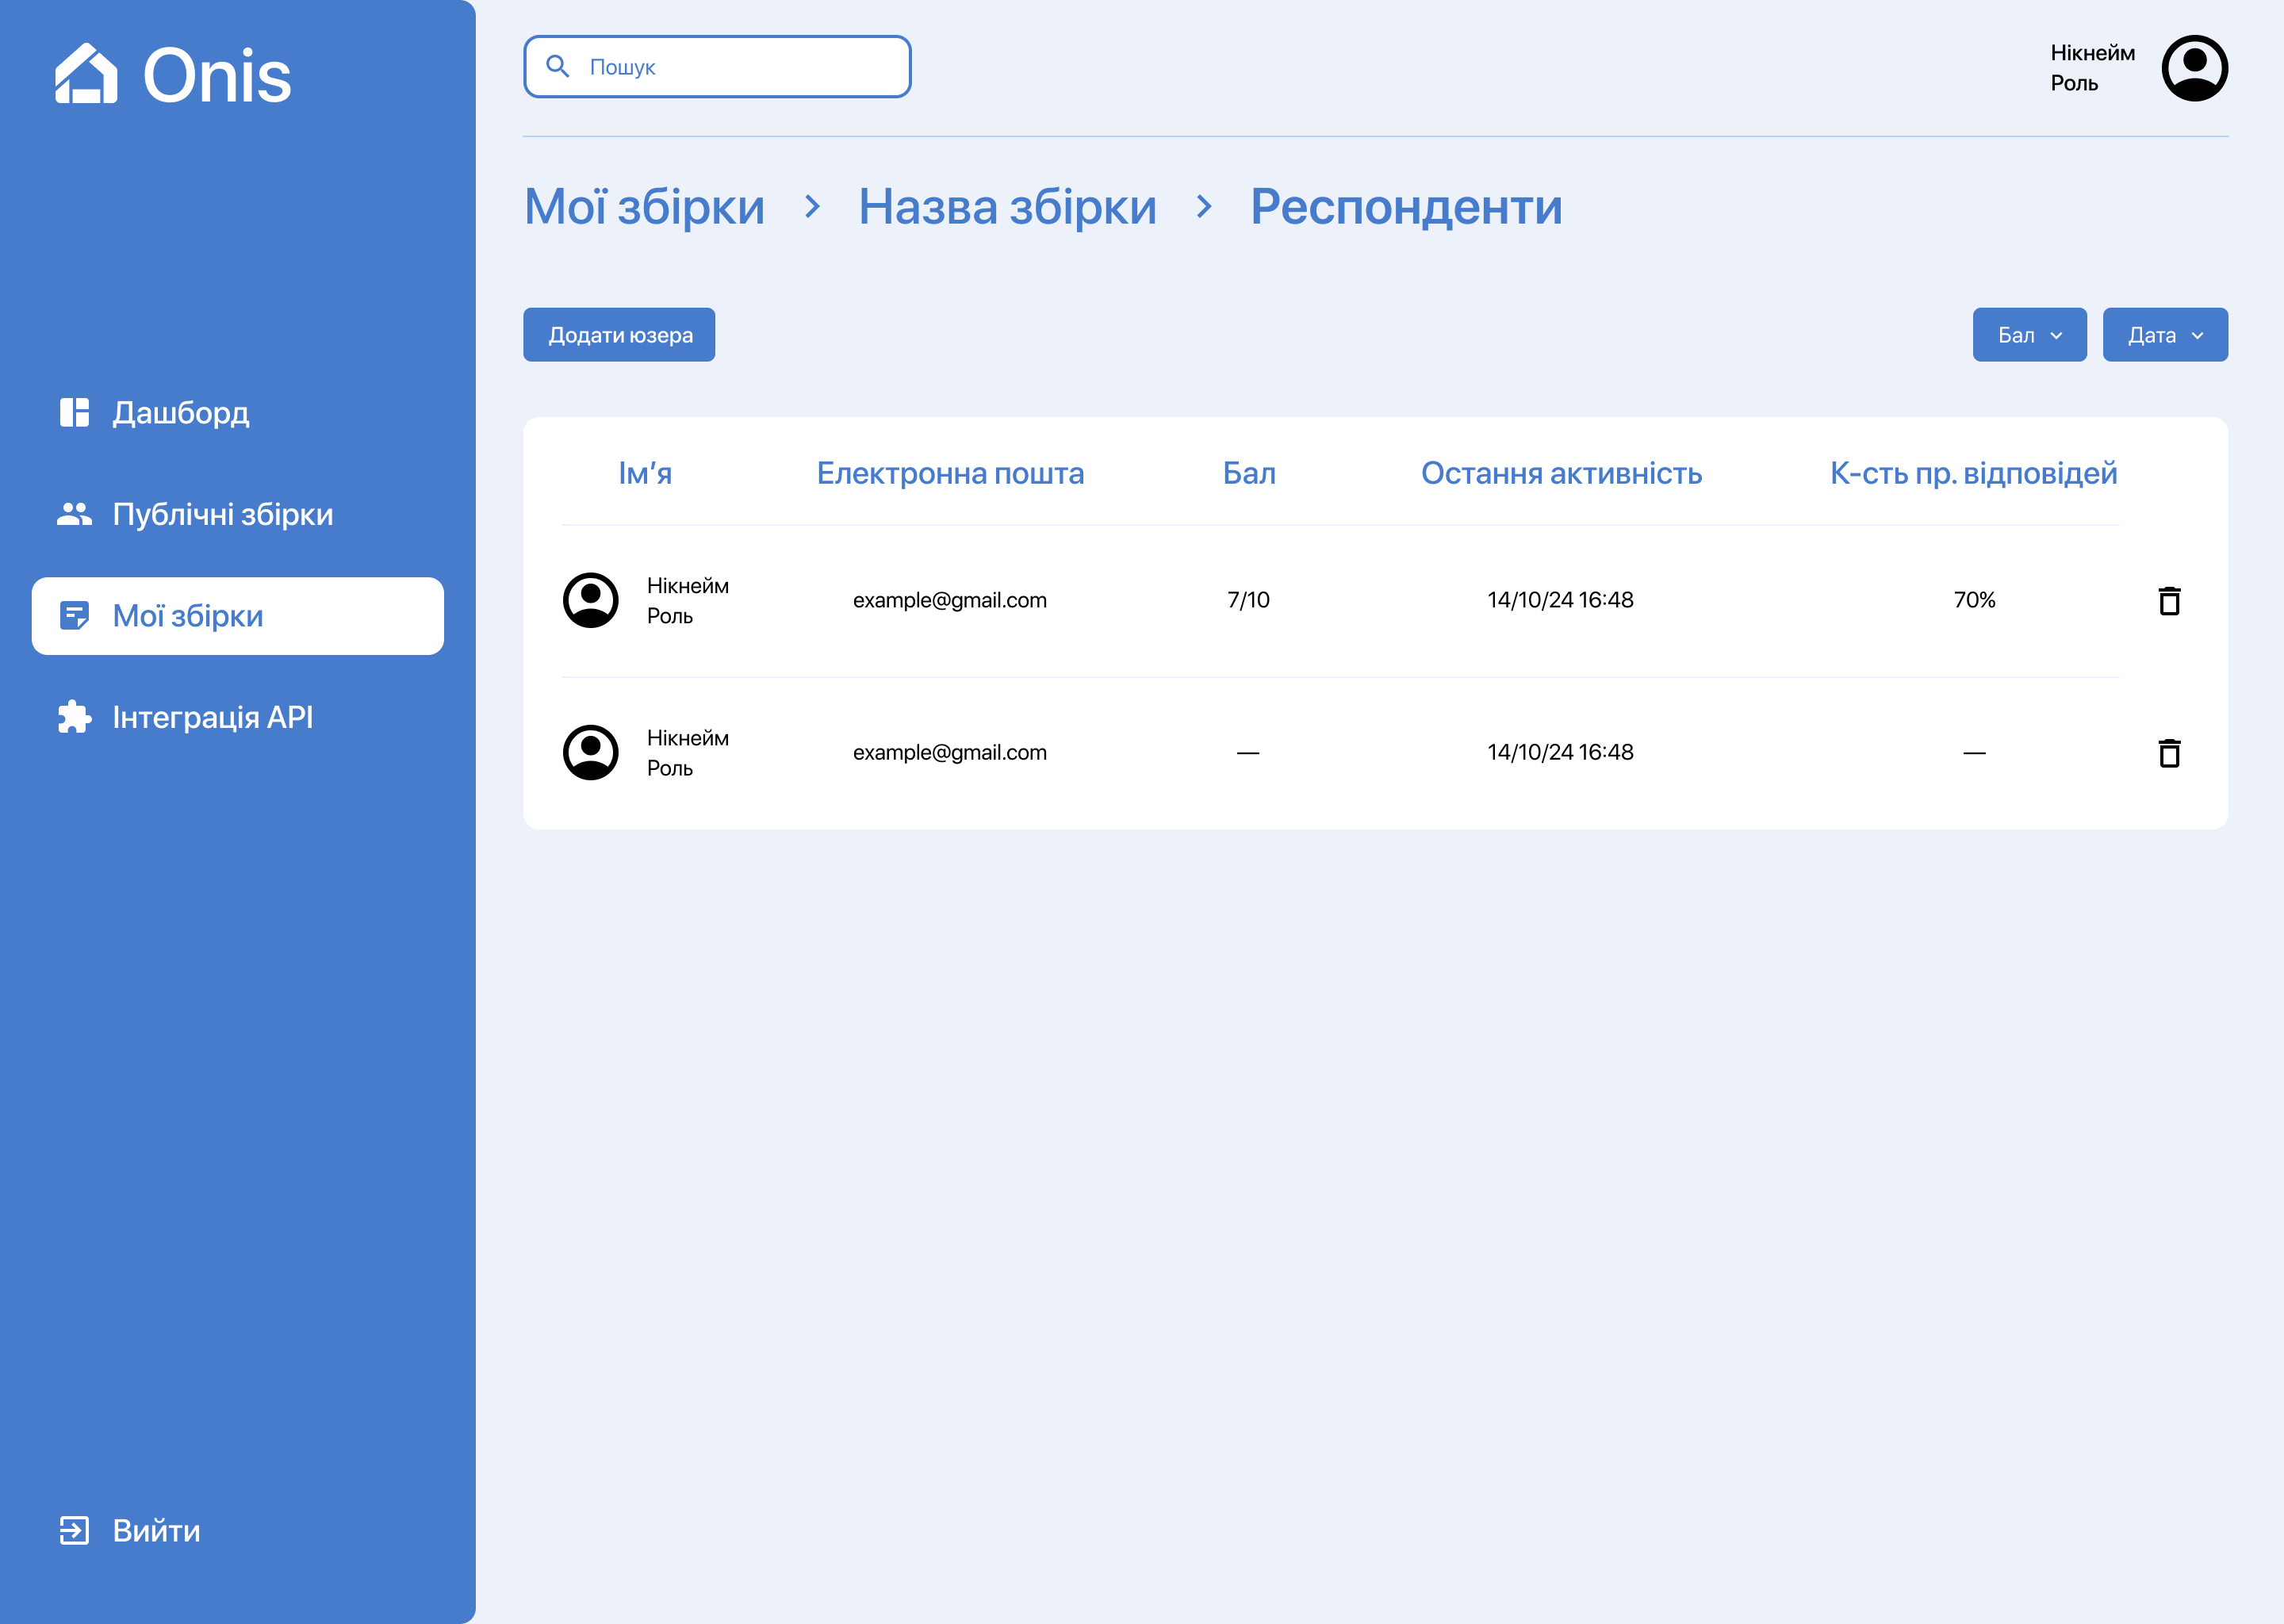 Onis
Дашборд
Публічні збірки
Мої збірки
Інтеграція API
Вийти
Пошук
Нікнейм
Роль
Мої збірки > Назва збірки > Респонденти
Додати юзера
Бал
Дата
Ім’я Електронна пошта Бал Остання активність К-сть пр. відповідей
Нікнейм
Роль
example@gmail.com 7/10 14/10/24 16:48 70%
Нікнейм
Роль
example@gmail.com — 14/10/24 16:48 —